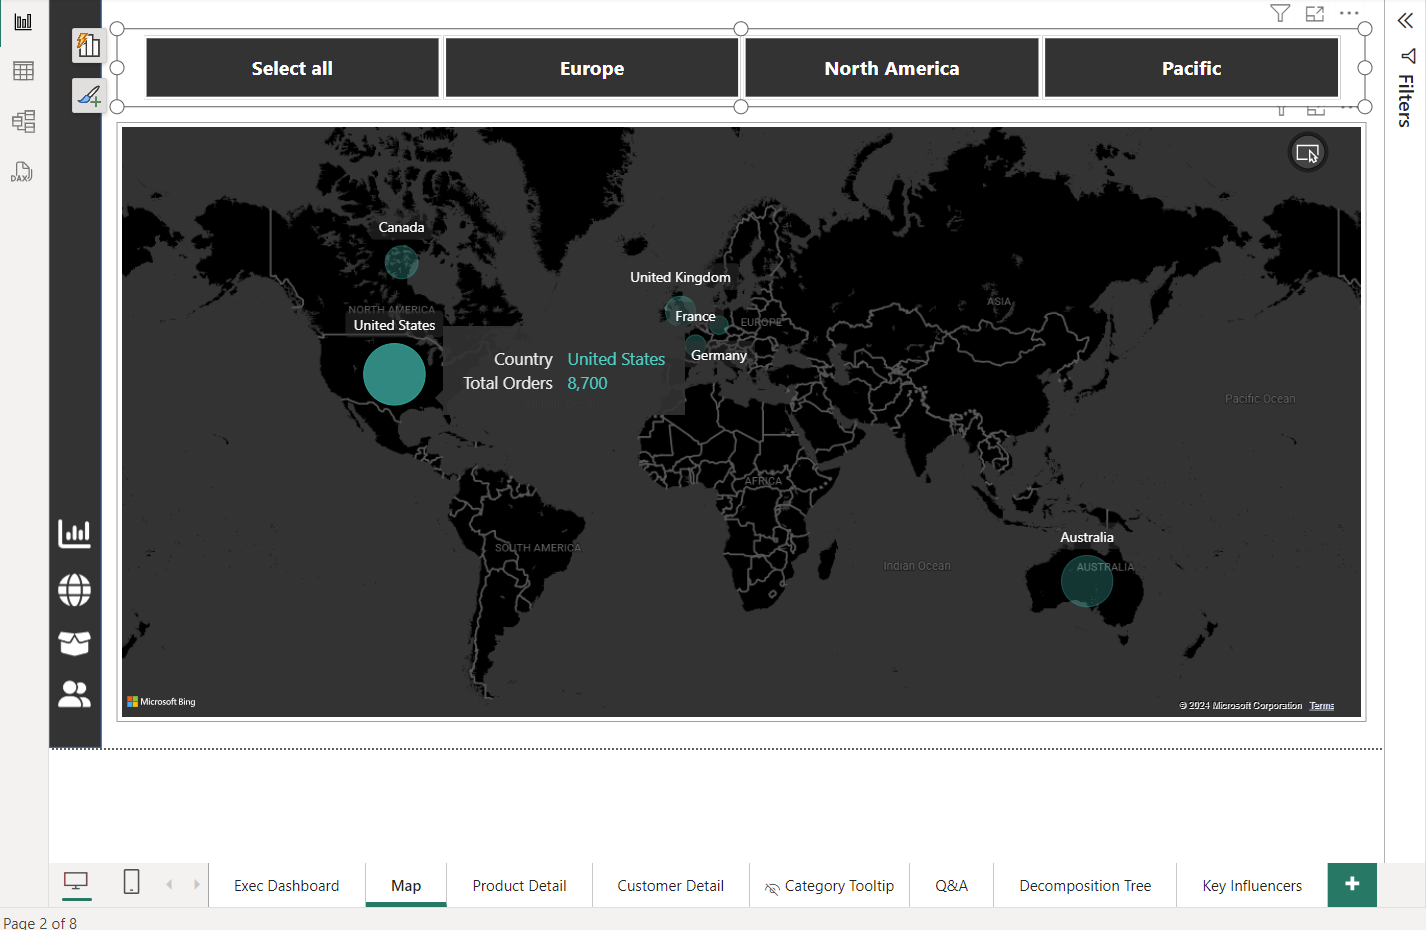 Select all
Europe
North America
Pacific
Filters
DAX
Canada
United Kingdom
NORTH AMERICA
United States
France
EUROPE
ASIA
Germany
Country United States
Total Orders 8,700
Pacific Ocean
AFRICA
SOUTH AMERICA
Australia
Indian Ocean
AUSTRALIA
Microsoft Bing
© 2024 Microsoft Corporation Terms
Exec Dashboard
Map
Product Detail
Customer Detail
Category Tooltip
Q&A
Decomposition Tree
Key Influencers
Page 2 of 8